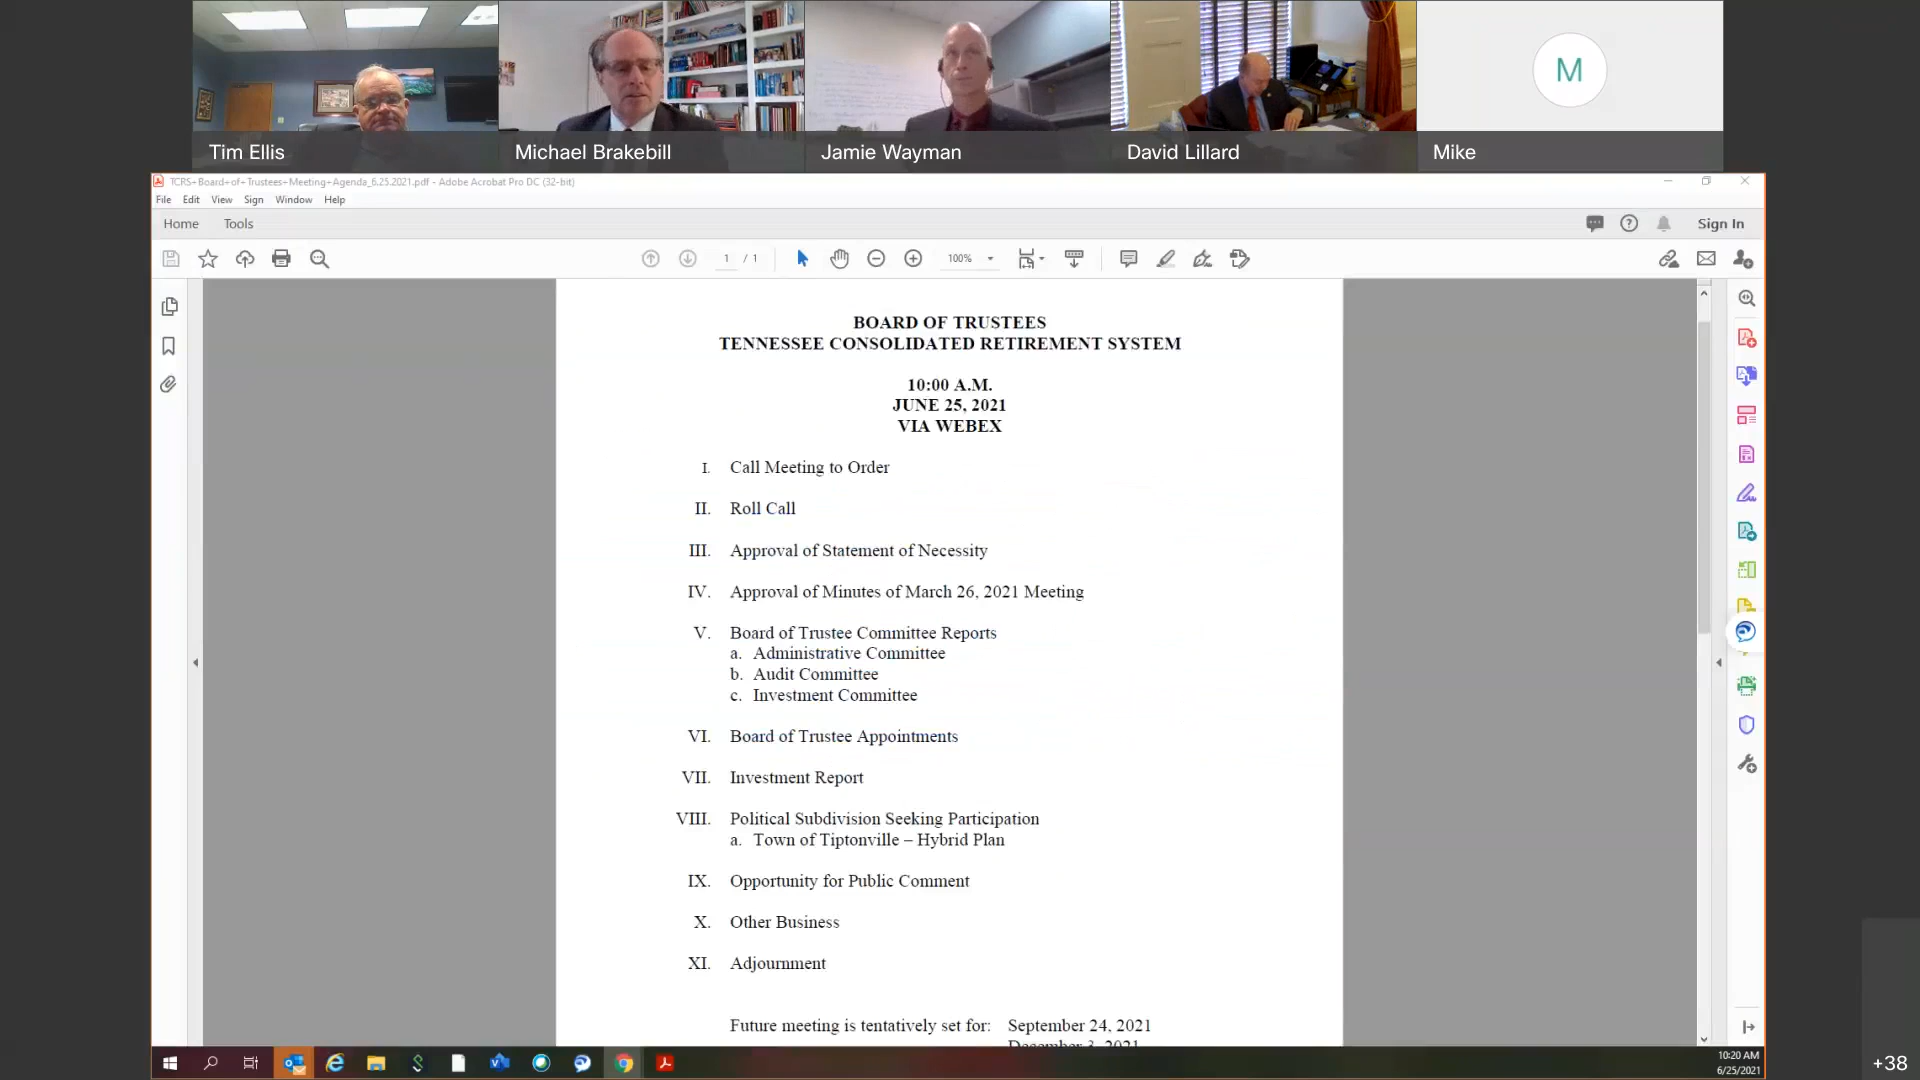 Tim Ellis
Michael Brakebill
Jamie Wayman
David Lillard
M
Mike
TCRS+Board+of+Trustees+Meeting+Agenda_6.25.2021.pdf - Adobe Acrobat Pro DC (32-bit)
File Edit View Sign Window Help
Home Tools Sign In
1 / 1 100%
BOARD OF TRUSTEES
TENNESSEE CONSOLIDATED RETIREMENT SYSTEM
10:00 A.M.
JUNE 25, 2021
VIA WEBEX
I. Call Meeting to Order
II. Roll Call
III. Approval of Statement of Necessity
IV. Approval of Minutes of March 26, 2021 Meeting
V. Board of Trustee Committee Reports
a. Administrative Committee
b. Audit Committee
c. Investment Committee
VI. Board of Trustee Appointments
VII. Investment Report
VIII. Political Subdivision Seeking Participation
a. Town of Tiptonville – Hybrid Plan
IX. Opportunity for Public Comment
X. Other Business
XI. Adjournment
Future meeting is tentatively set for: September 24, 2021
December 3, 2021
10:20 AM
6/25/2021
+38